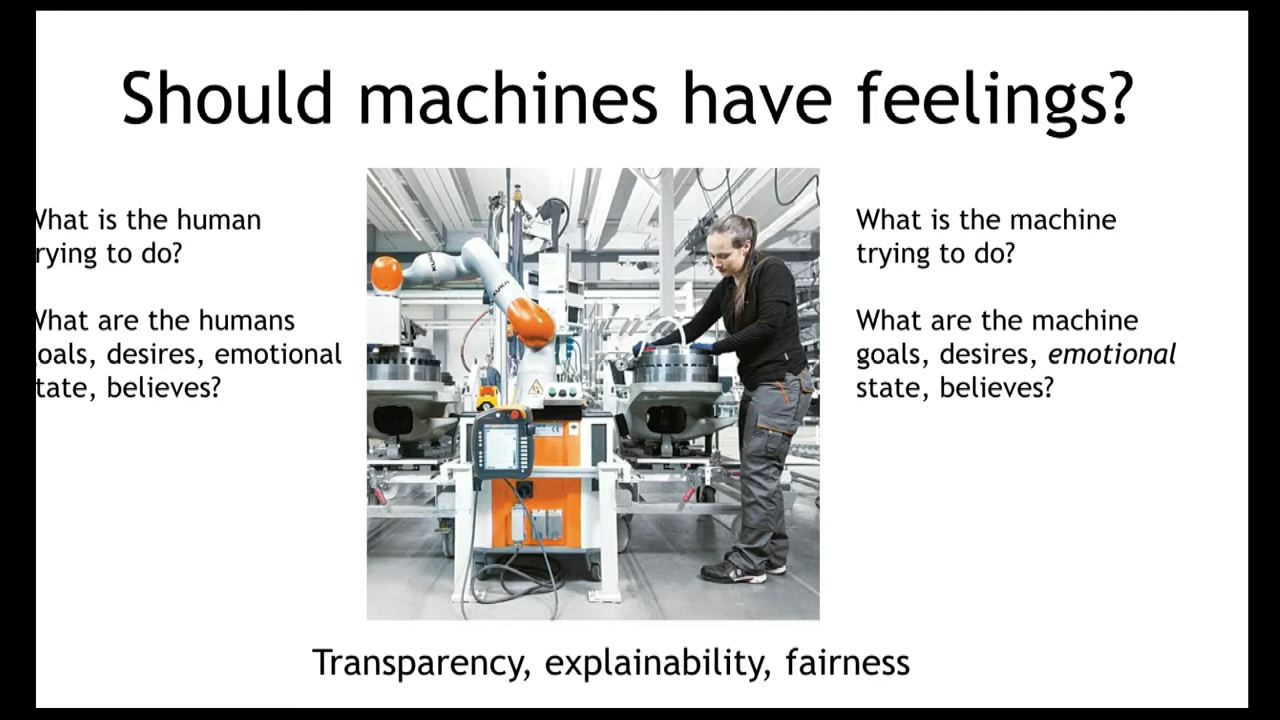 Should machines have feelings?
What is the human
rying to do?
What are the humans
oals, desires, emotional
tate, believes?
KUKA
What is the machine
trying to do?
What are the machine
goals, desires, emotional
state, believes?
Transparency, explainability, fairness